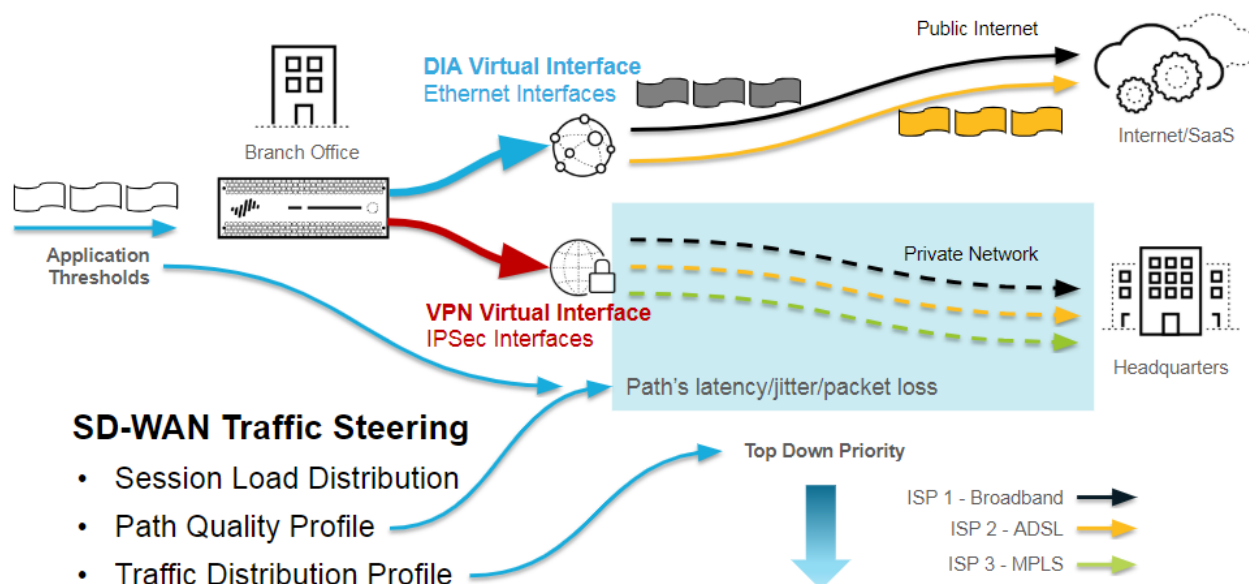 Public Internet
DIA Virtual Interface
Ethernet Interfaces
Branch Office
Internet/SaaS
Application
Thresholds
Private Network
VPN Virtual Interface
IPSec Interfaces
Headquarters
Path's latency/jitter/packet loss
SD-WAN Traffic Steering
• Session Load Distribution
• Path Quality Profile
• Traffic Distribution Profile
Top Down Priority
ISP 1 - Broadband
ISP 2 - ADSL
ISP 3 - MPLS